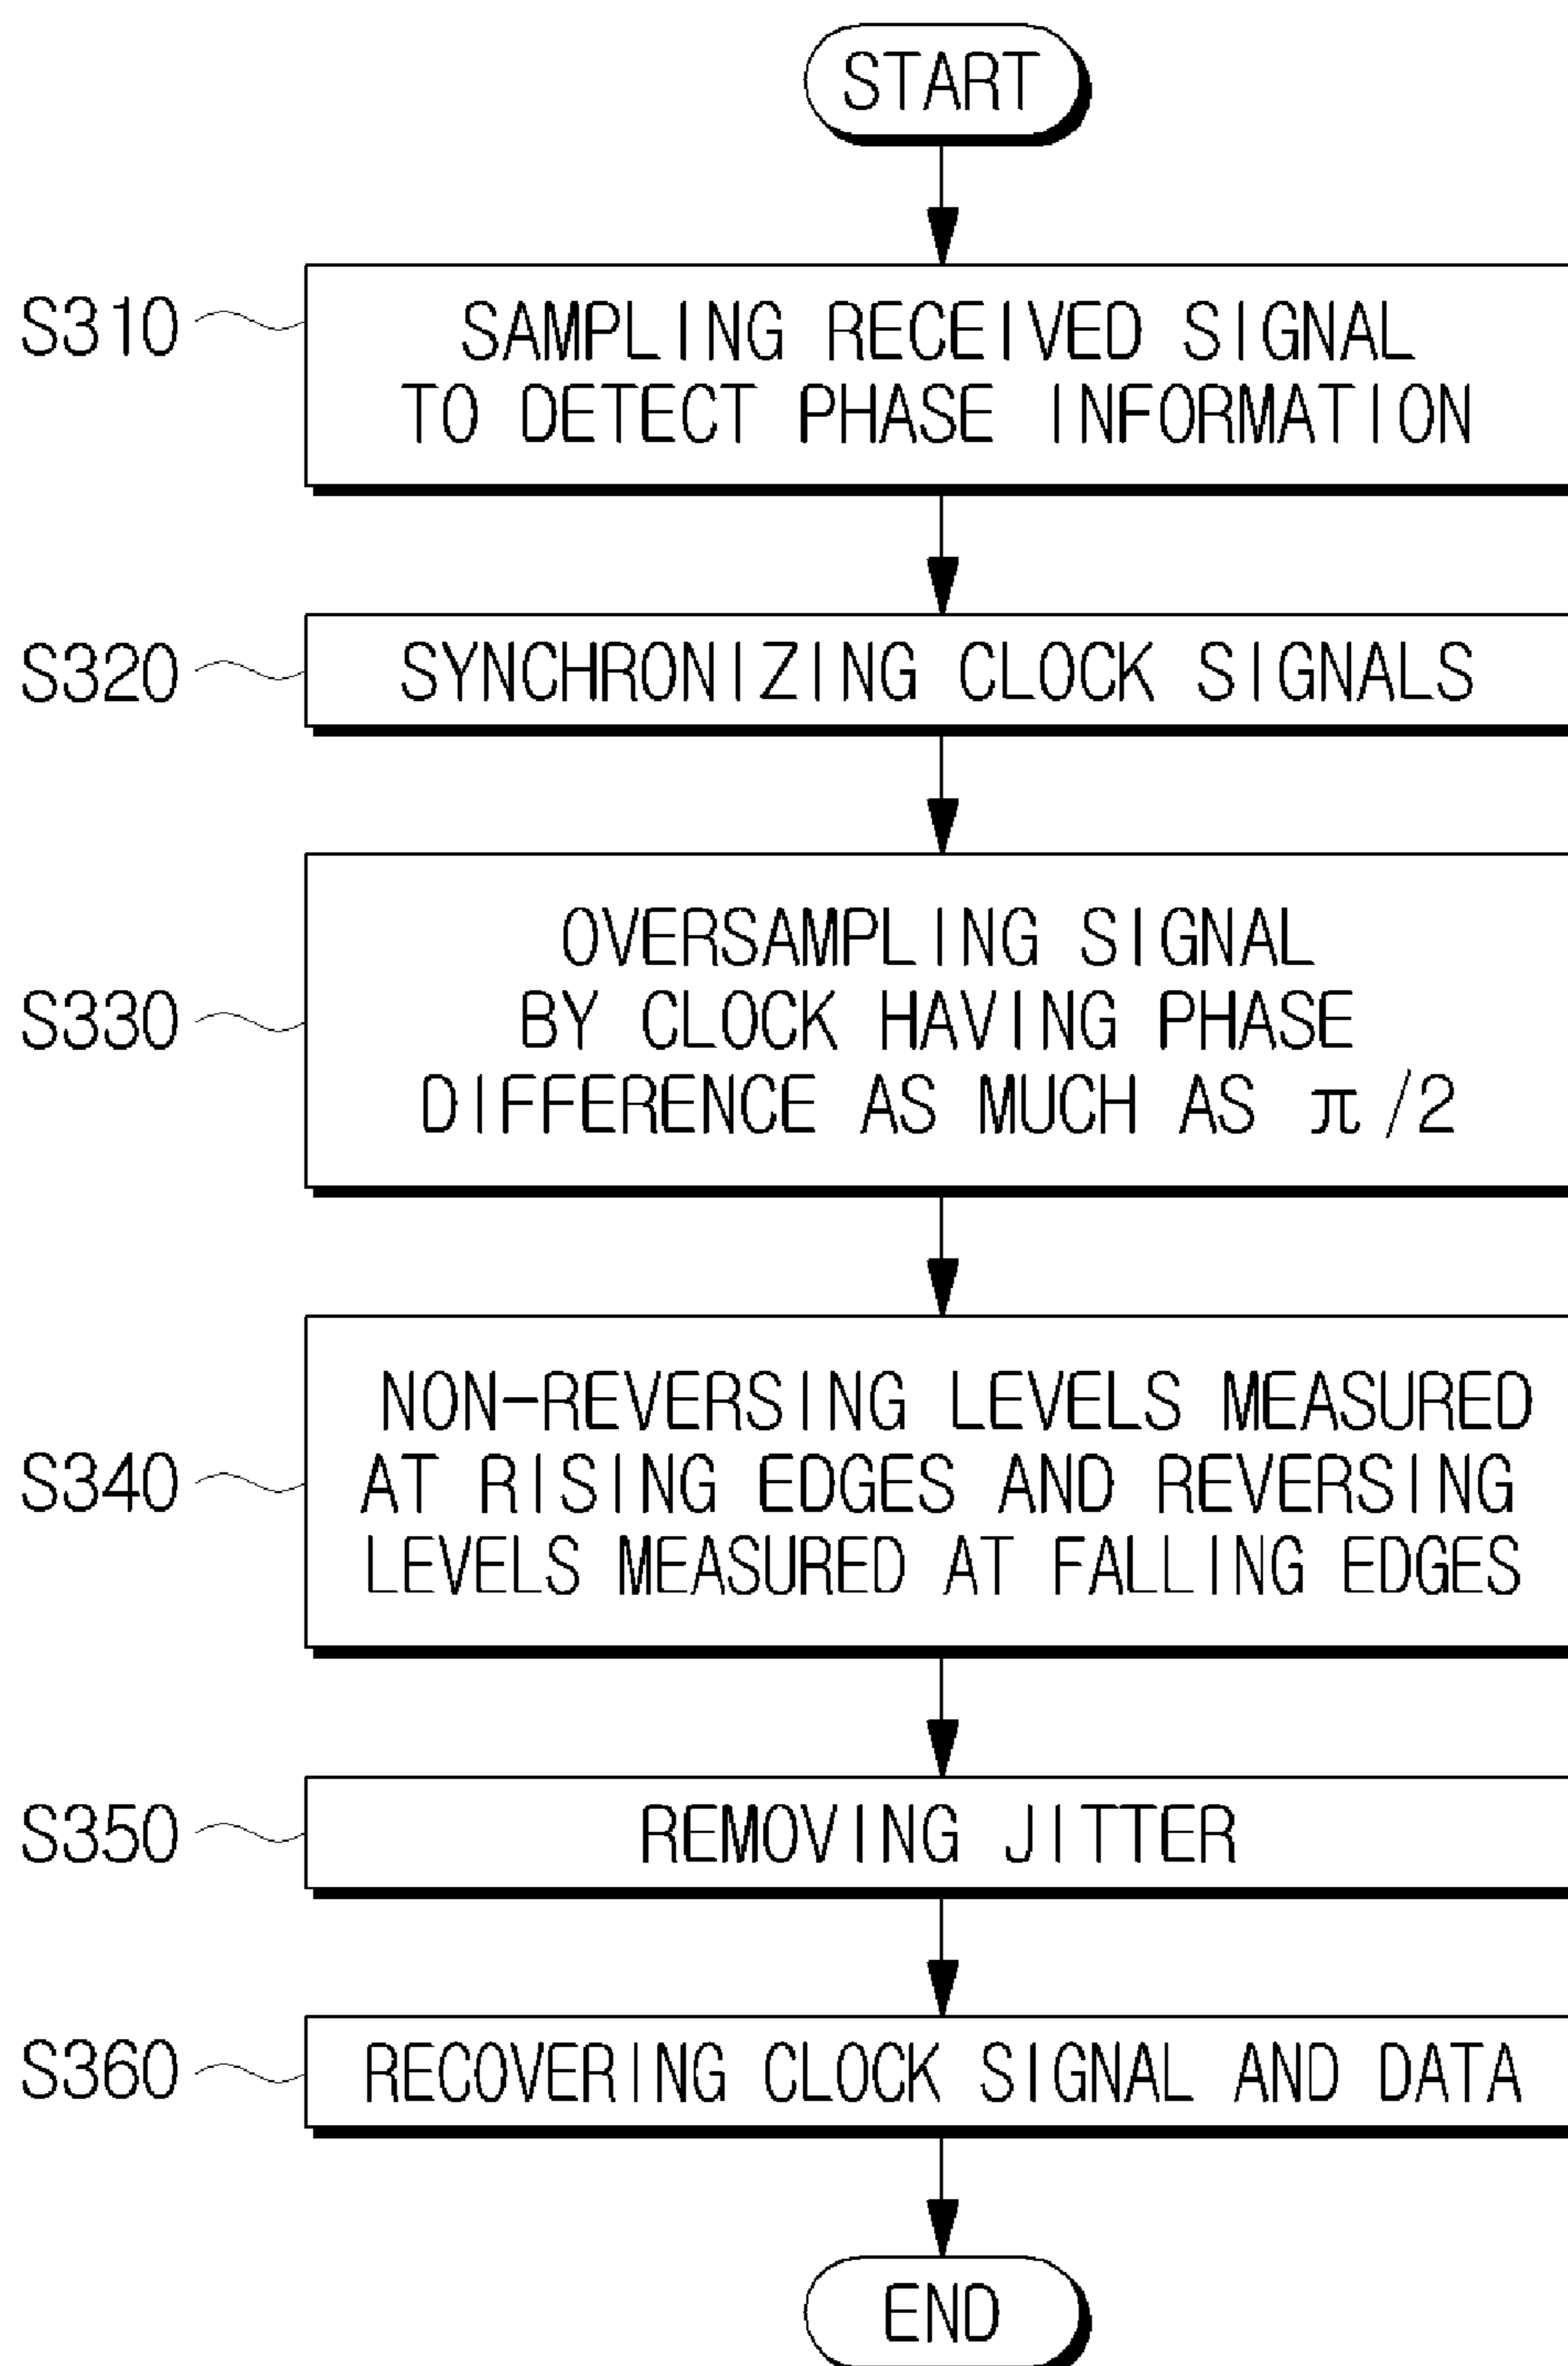 START
S310
SAMPLING RECEIVED SIGNAL
TO DETECT PHASE INFORMATION
S320
SYNCHRONIZING CLOCK SIGNALS
S330
OVERSAMPLING SIGNAL
BY CLOCK HAVING PHASE
DIFFERENCE AS MUCH AS π/2
S340
NON-REVERSING LEVELS MEASURED
AT RISING EDGES AND REVERSING
LEVELS MEASURED AT FALLING EDGES
S350
REMOVING JITTER
S360
RECOVERING CLOCK SIGNAL AND DATA
END